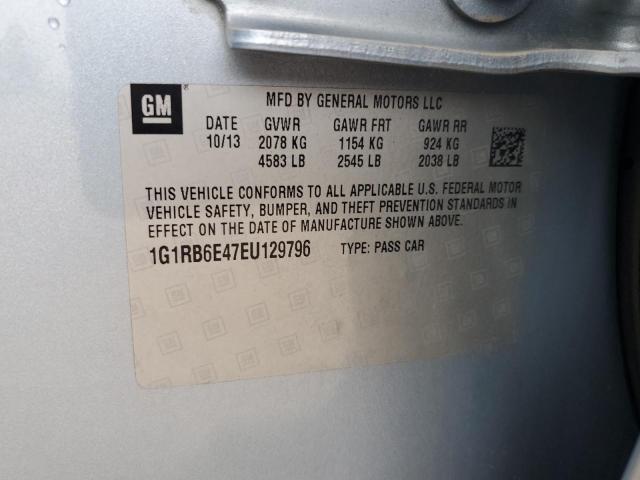 GM
MFD BY GENERAL MOTORS LLC
DATE GVWR GAWR FRT GAWR RR
10/13 2078 KG 1154 KG 924 KG
4583 LB 2545 LB 2038 LB
THIS VEHICLE CONFORMS TO ALL APPLICABLE U.S. FEDERAL MOTOR
VEHICLE SAFETY, BUMPER, AND THEFT PREVENTION STANDARDS IN
EFFECT ON THE DATE OF MANUFACTURE SHOWN ABOVE.
1G1RB6E47EU129796 TYPE: PASS CAR